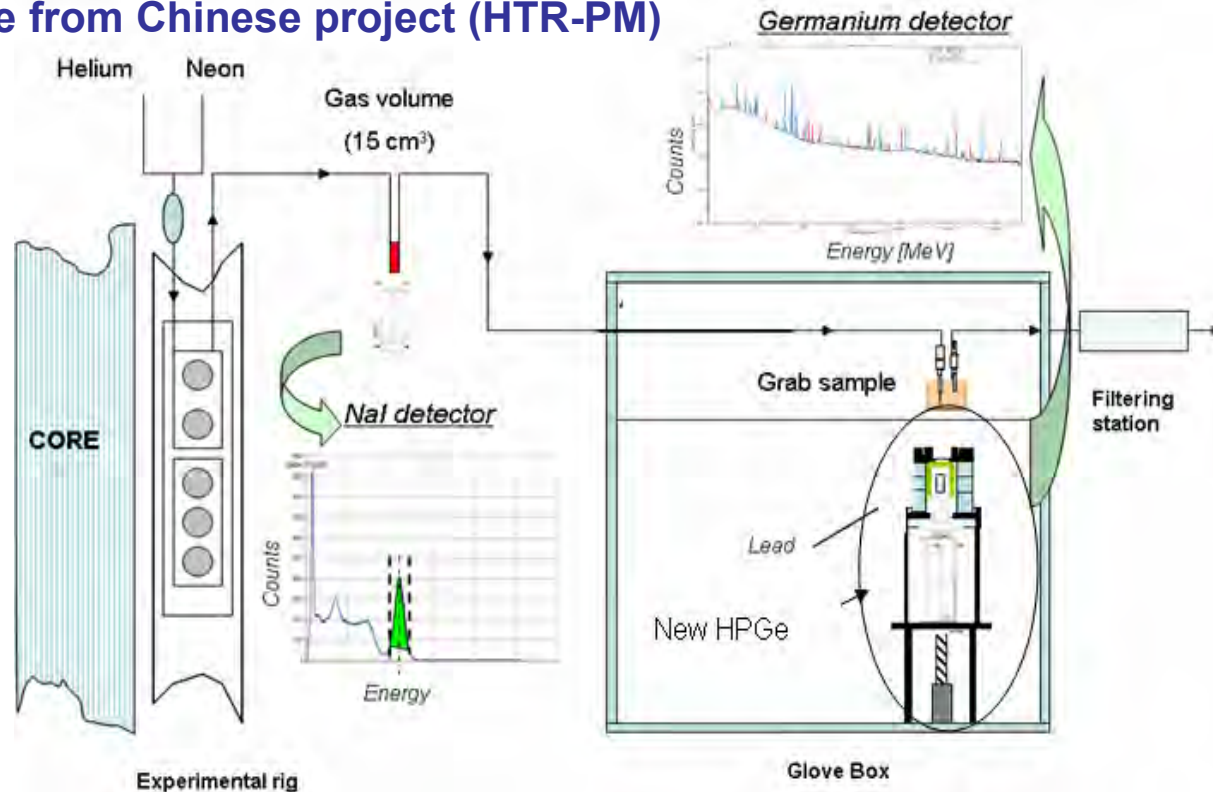 e from Chinese project (HTR-PM)
Germanium detector
Helium Neon
Gas volume
(15 cm³)
Counts
Energy [MeV]
Grab sample
Filtering
station
CORE
NaI detector
Lead
Counts
New HPGe
Energy
Glove Box
Experimental rig